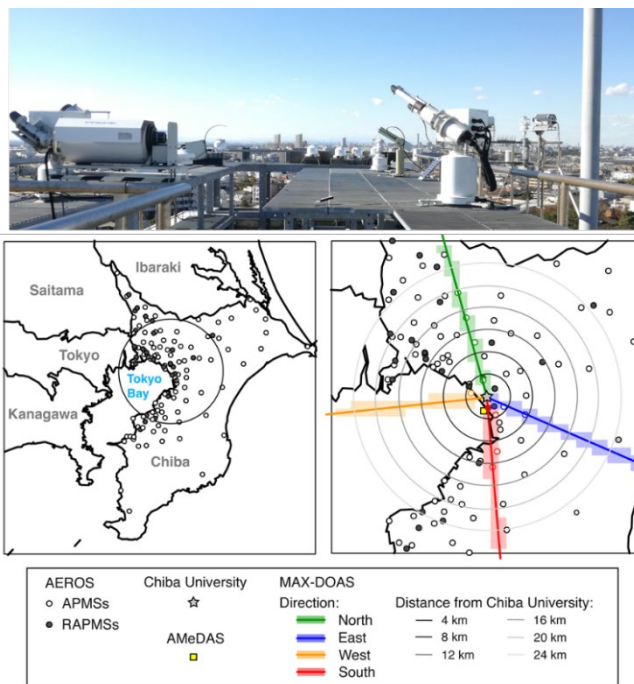 Ibaraki
Saitama
Tokyo
Tokyo
Bay
Kanagawa
Chiba
AEROS
APMSs
RAPMSs
Chiba University
AMeDAS
MAX-DOAS
Direction:
North
East
West
South
Distance from Chiba University:
4 km
8 km
12 km
16 km
20 km
24 km